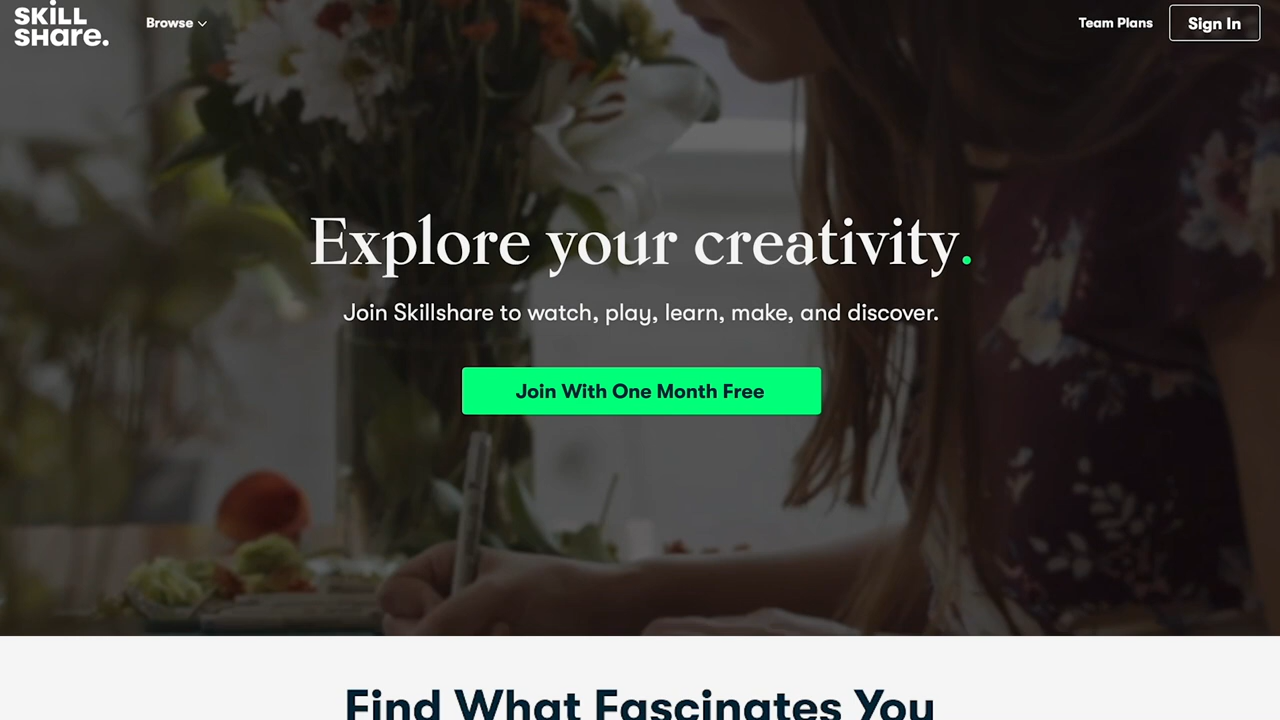 SKiLL
SHare.
Browse
Team Plans
Sign In
Explore your creativity.
Join Skillshare to watch, play, learn, make, and discover.
Join With One Month Free
Find What Fascinates You